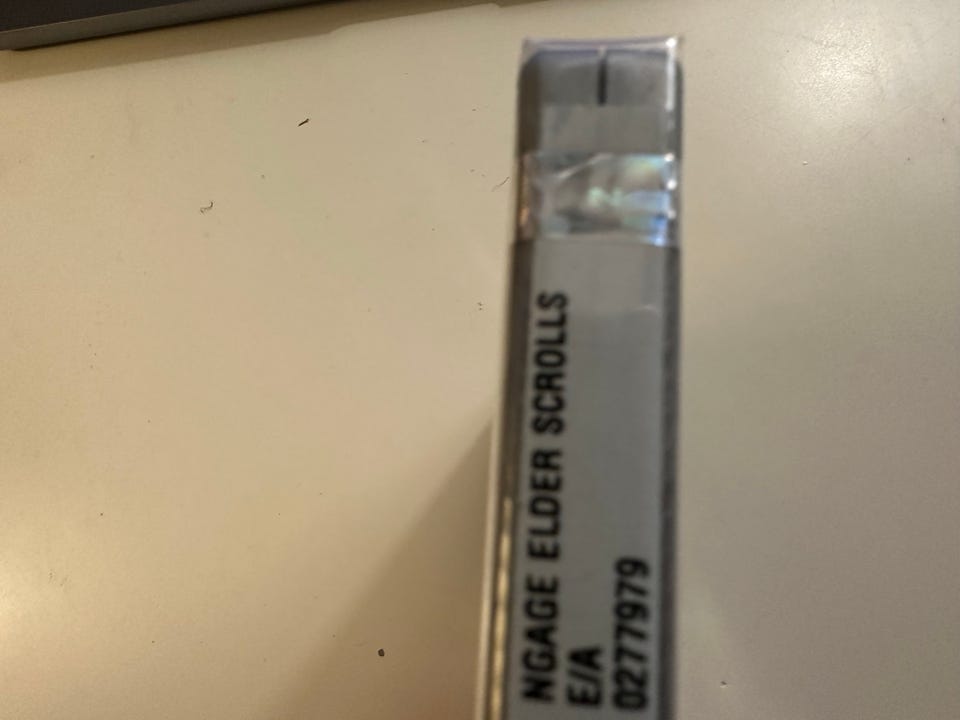 NGAGE ELDER SCROLLS
E/A
0277979